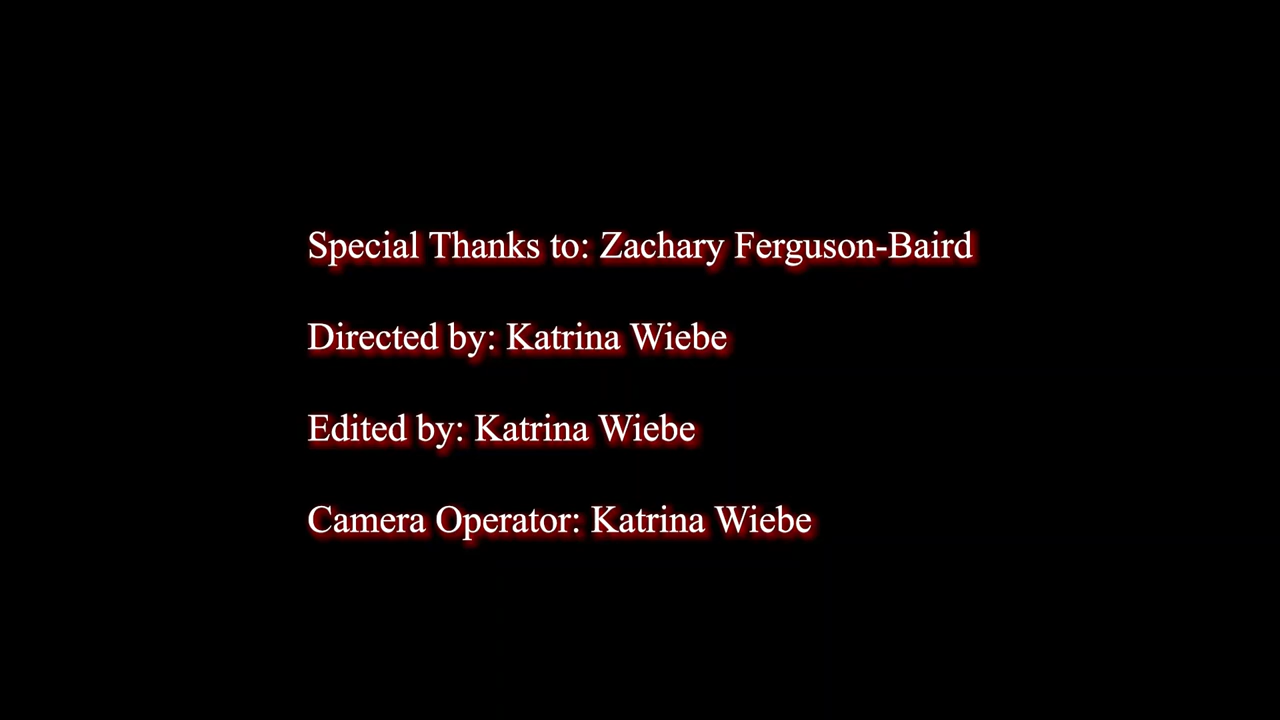 Special Thanks to: Zachary Ferguson-Baird
Directed by: Katrina Wiebe
Edited by: Katrina Wiebe
Camera Operator: Katrina Wiebe